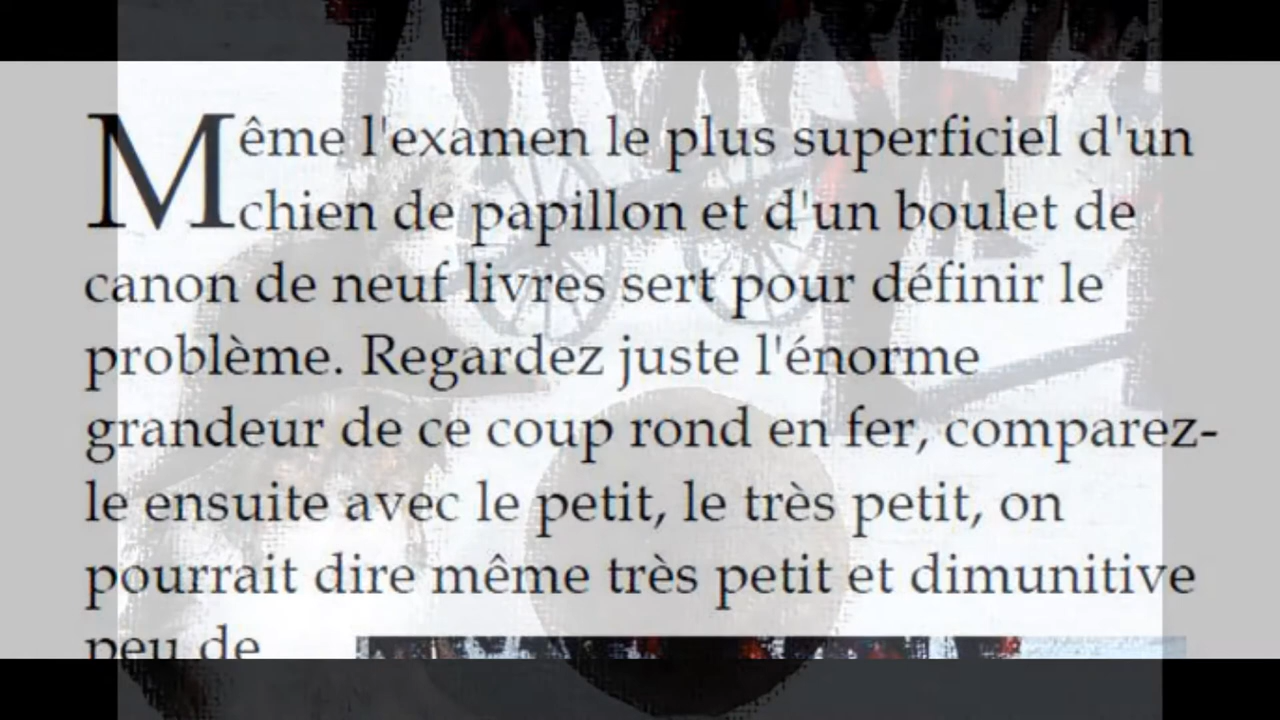 Même l'examen le plus superficiel d'un
chien de papillon et d'un boulet de
canon de neuf livres sert pour définir le
problème. Regardez juste l'énorme
grandeur de ce coup rond en fer, comparez-
le ensuite avec le petit, le très petit, on
pourrait dire même très petit et dimunitive
peu de